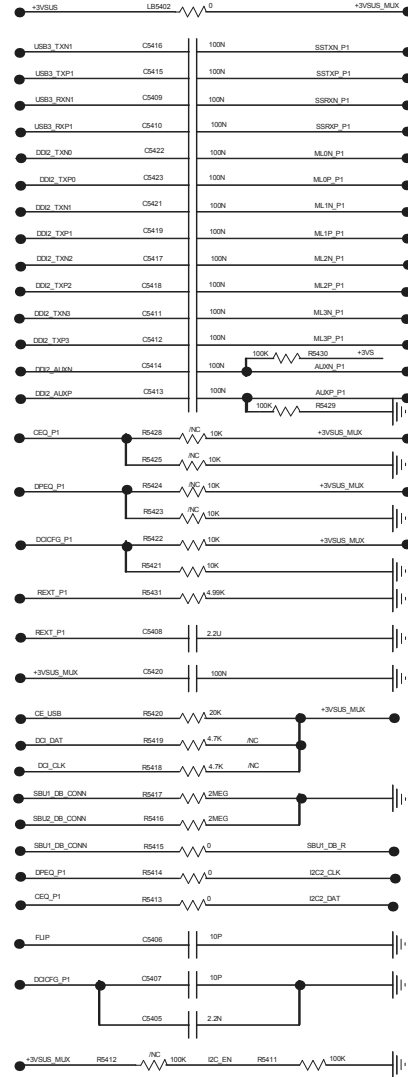 +3VSUS LB5402 0 +3VSUS_MUX
USB3_TXN1 C5416 100N SSTXN_P1
USB3_TXP1 C5415 100N SSTXP_P1
USB3_RXN1 C5409 100N SSRXN_P1
USB3_RXP1 C5410 100N SSRXP_P1
DDI2_TXN0 C5422 100N ML0N_P1
DDI2_TXP0 C5423 100N ML0P_P1
DDI2_TXN1 C5421 100N ML1N_P1
DDI2_TXP1 C5419 100N ML1P_P1
DDI2_TXN2 C5417 100N ML2N_P1
DDI2_TXP2 C5418 100N ML2P_P1
DDI2_TXN3 C5411 100N ML3N_P1
DDI2_TXP3 C5412 100N ML3P_P1
100K R5430 +3VS
DDI2_AUXN C5414 100N AUXN_P1
DDI2_AUXP C5413 100N AUXP_P1
100K R5429
CEQ_P1 R5428 /NC 10K +3VSUS_MUX
R5425 /NC 10K
DPEQ_P1 R5424 /NC 10K +3VSUS_MUX
R5423 /NC 10K
DCICFG_P1 R5422 10K +3VSUS_MUX
R5421 10K
REXT_P1 R5431 4.99K
REXT_P1 C5408 2.2U
+3VSUS_MUX C5420 100N
CE_USB R5420 20K +3VSUS_MUX
DCI_DAT R5419 4.7K /NC
DCI_CLK R5418 4.7K /NC
SBU1_DB_CONN R5417 2MEG
SBU2_DB_CONN R5416 2MEG
SBU1_DB_CONN R5415 0 SBU1_DB_R
DPEQ_P1 R5414 0 I2C2_CLK
CEQ_P1 R5413 0 I2C2_DAT
FLIP C5406 10P
DCICFG_P1 C5407 10P
C5405 2.2N
+3VSUS_MUX R5412 /NC 100K I2C_EN R5411 100K